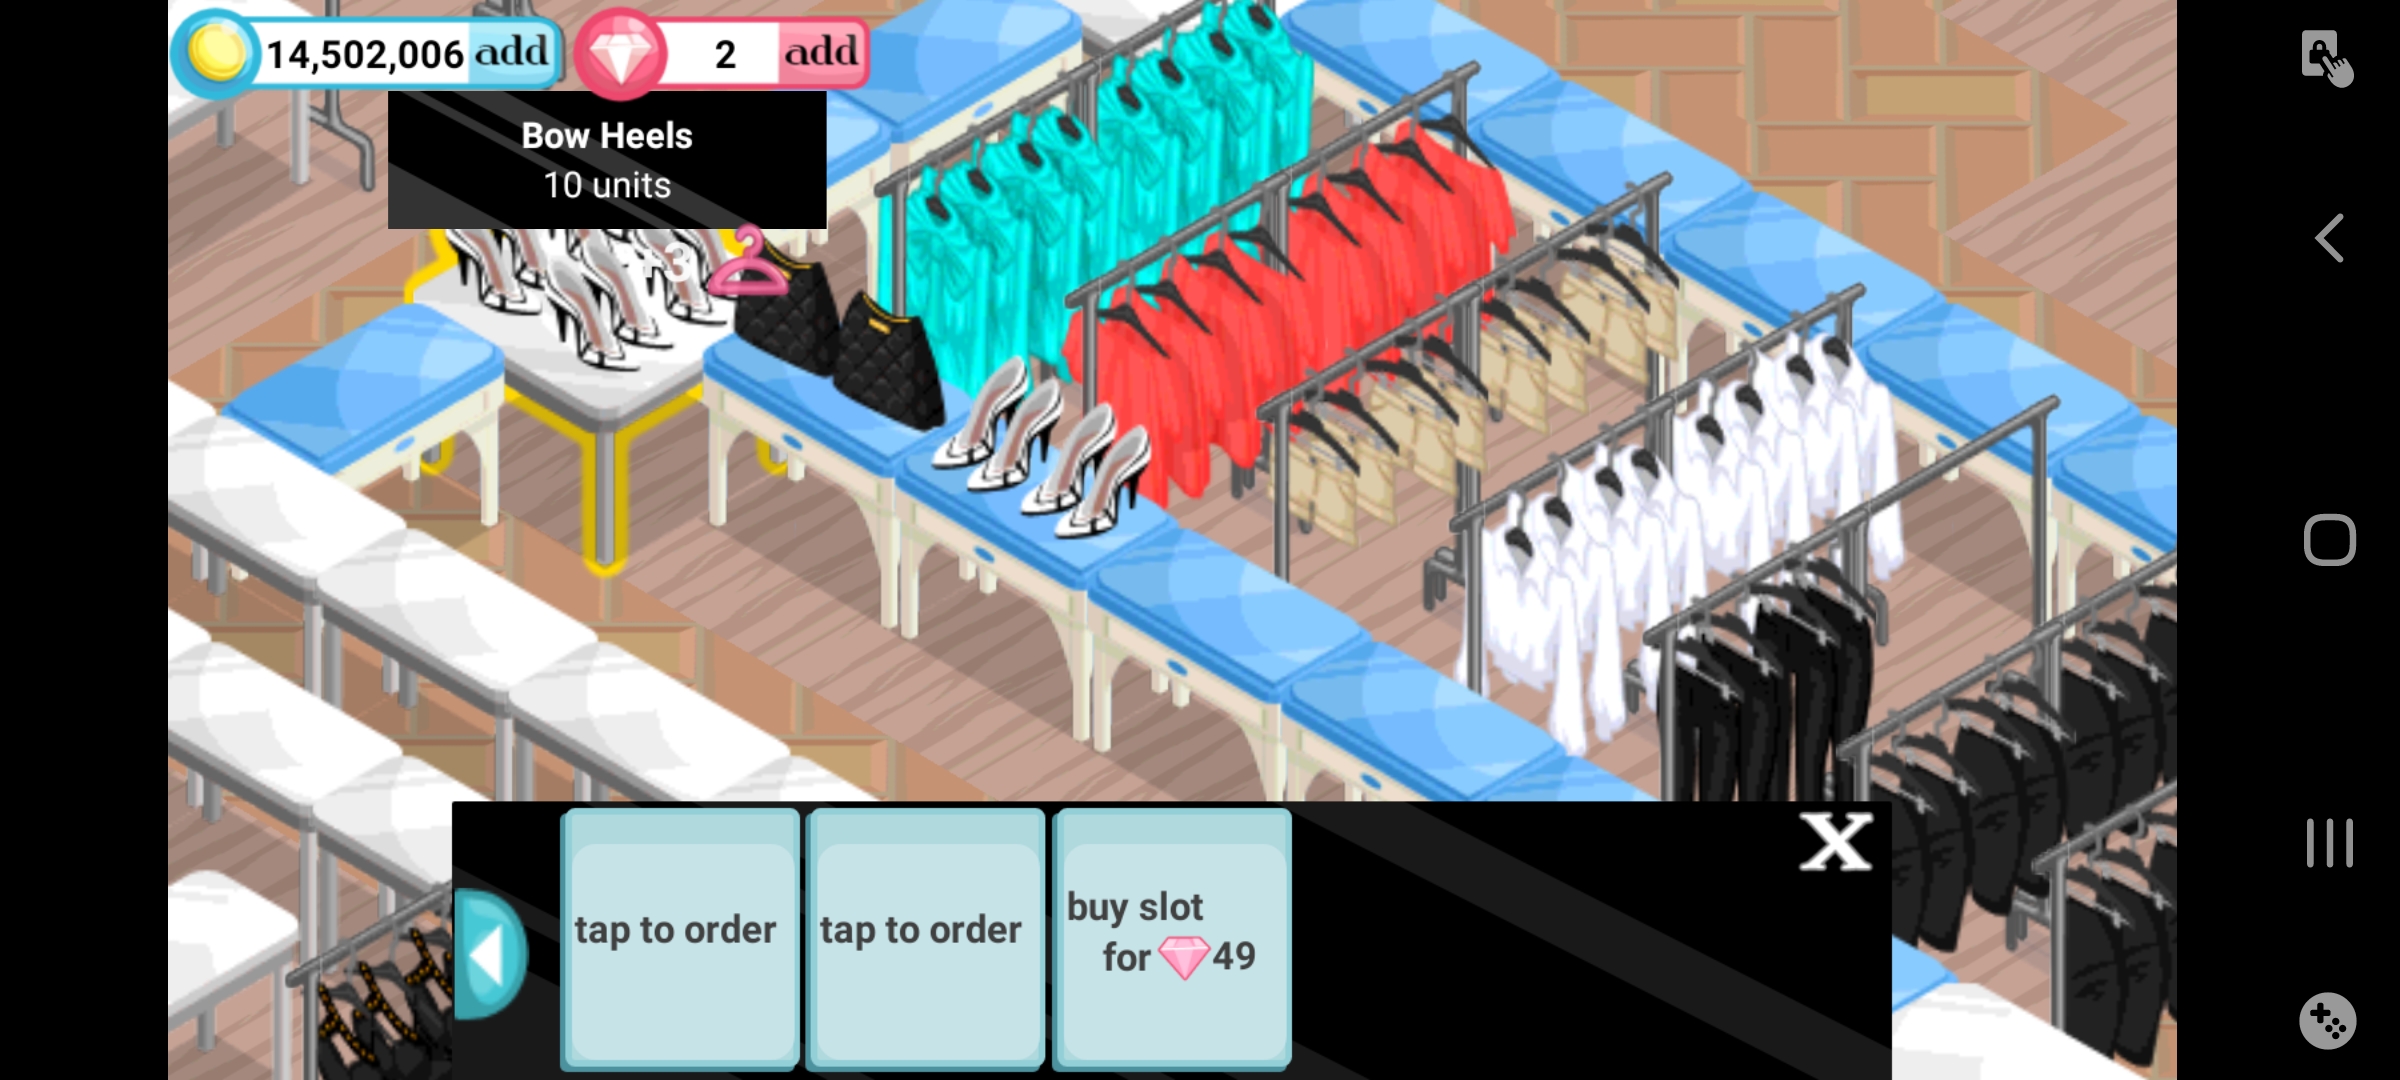 14,502,006 add
2 add
Bow Heels
10 units
+3
tap to order
tap to order
buy slot
for 49
X